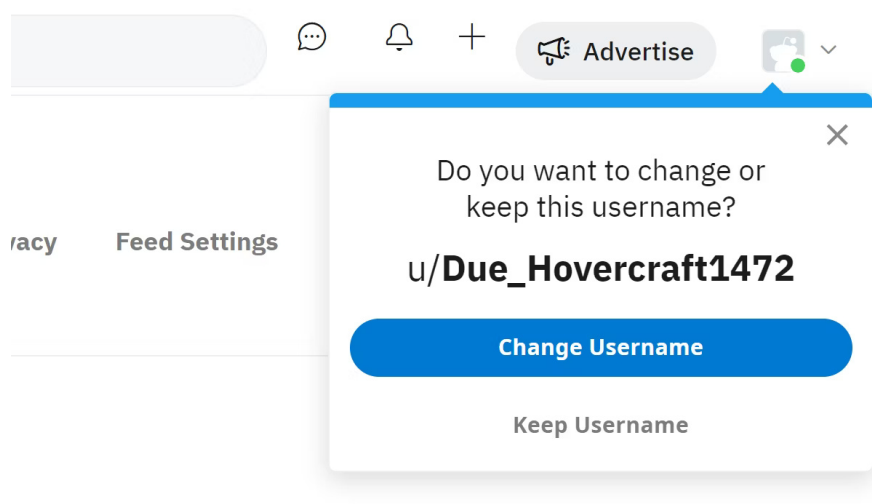 Advertise
Do you want to change or
keep this username?
vacy
Feed Settings
u/Due_Hovercraft1472
Change Username
Keep Username